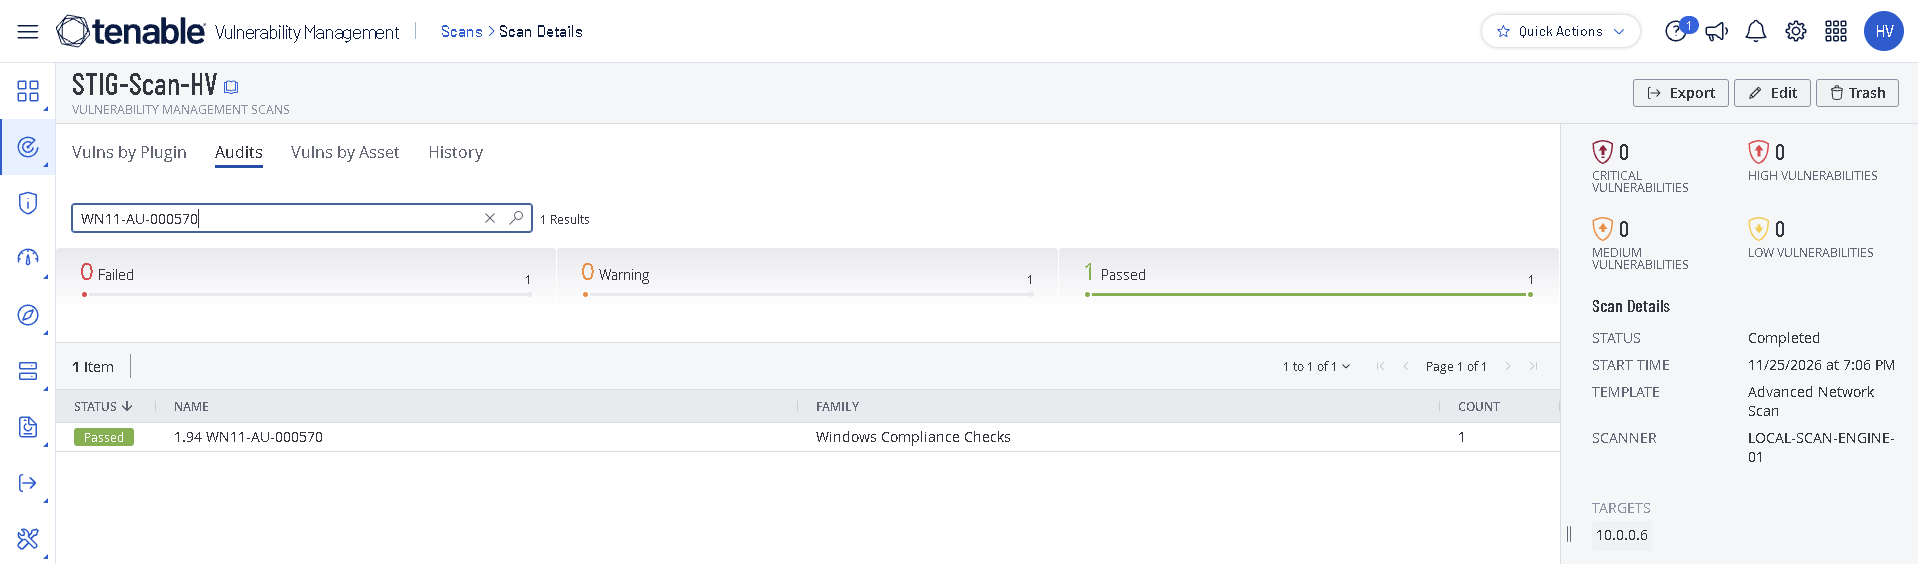 tenable Vulnerability Management Scans > Scan Details Quick Actions 1 HV
STIG-Scan-HV
VULNERABILITY MANAGEMENT SCANS
Export Edit Trash
Vulns by Plugin Audits Vulns by Asset History
WN11-AU-000570 1 Results
0 Failed 1
0 Warning 1
1 Passed 1
1 Item 1 to 1 of 1 Page 1 of 1
STATUS NAME FAMILY COUNT
Passed 1.94 WN11-AU-000570 Windows Compliance Checks 1
0
CRITICAL
VULNERABILITIES
0
HIGH VULNERABILITIES
0
MEDIUM
VULNERABILITIES
0
LOW VULNERABILITIES
Scan Details
STATUS Completed
START TIME 11/25/2026 at 7:06 PM
TEMPLATE Advanced Network
Scan
SCANNER LOCAL-SCAN-ENGINE-
01
TARGETS
10.0.0.6